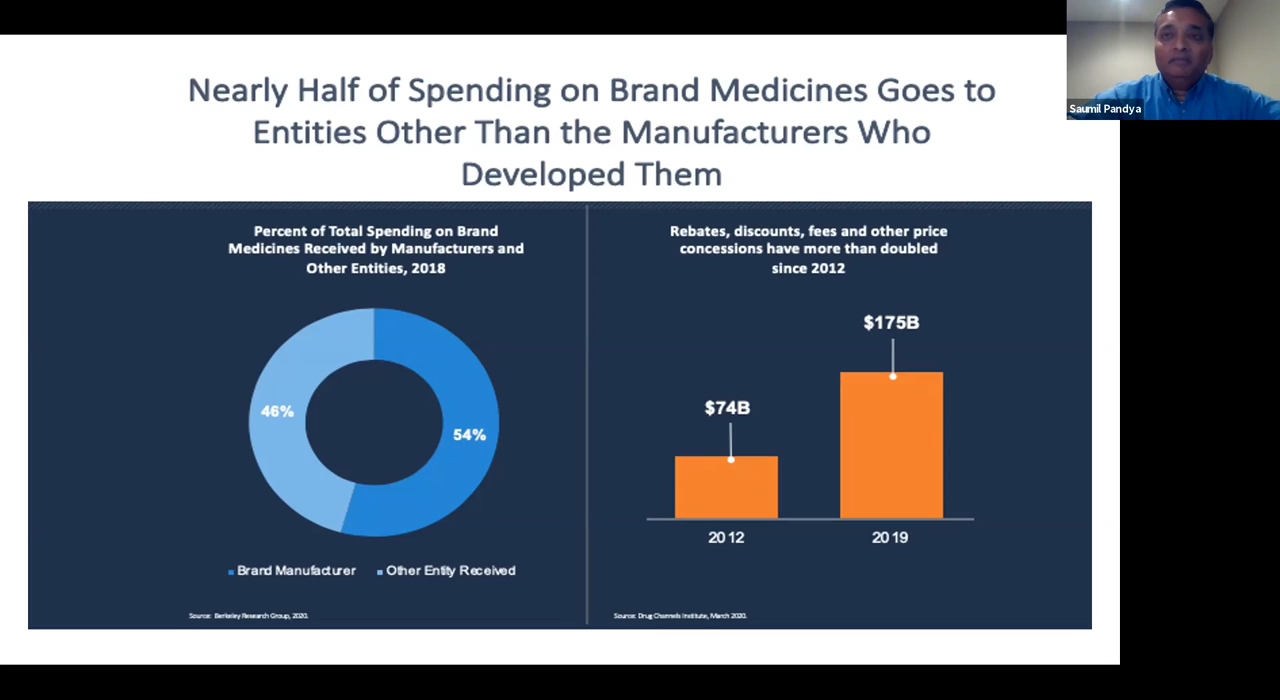 Nearly Half of Spending on Brand Medicines Goes to
Entities Other Than the Manufacturers Who
Developed Them
Saumil Pandya
Percent of Total Spending on Brand
Medicines Received by Manufacturers and
Other Entities, 2018
46%
54%
Brand Manufacturer
Other Entity Received
Source: Berkeley Research Group, 2020.
Rebates, discounts, fees and other price
concessions have more than doubled
since 2012
$74B
$175B
2012
2019
Source: Drug Channels Institute, March 2020.